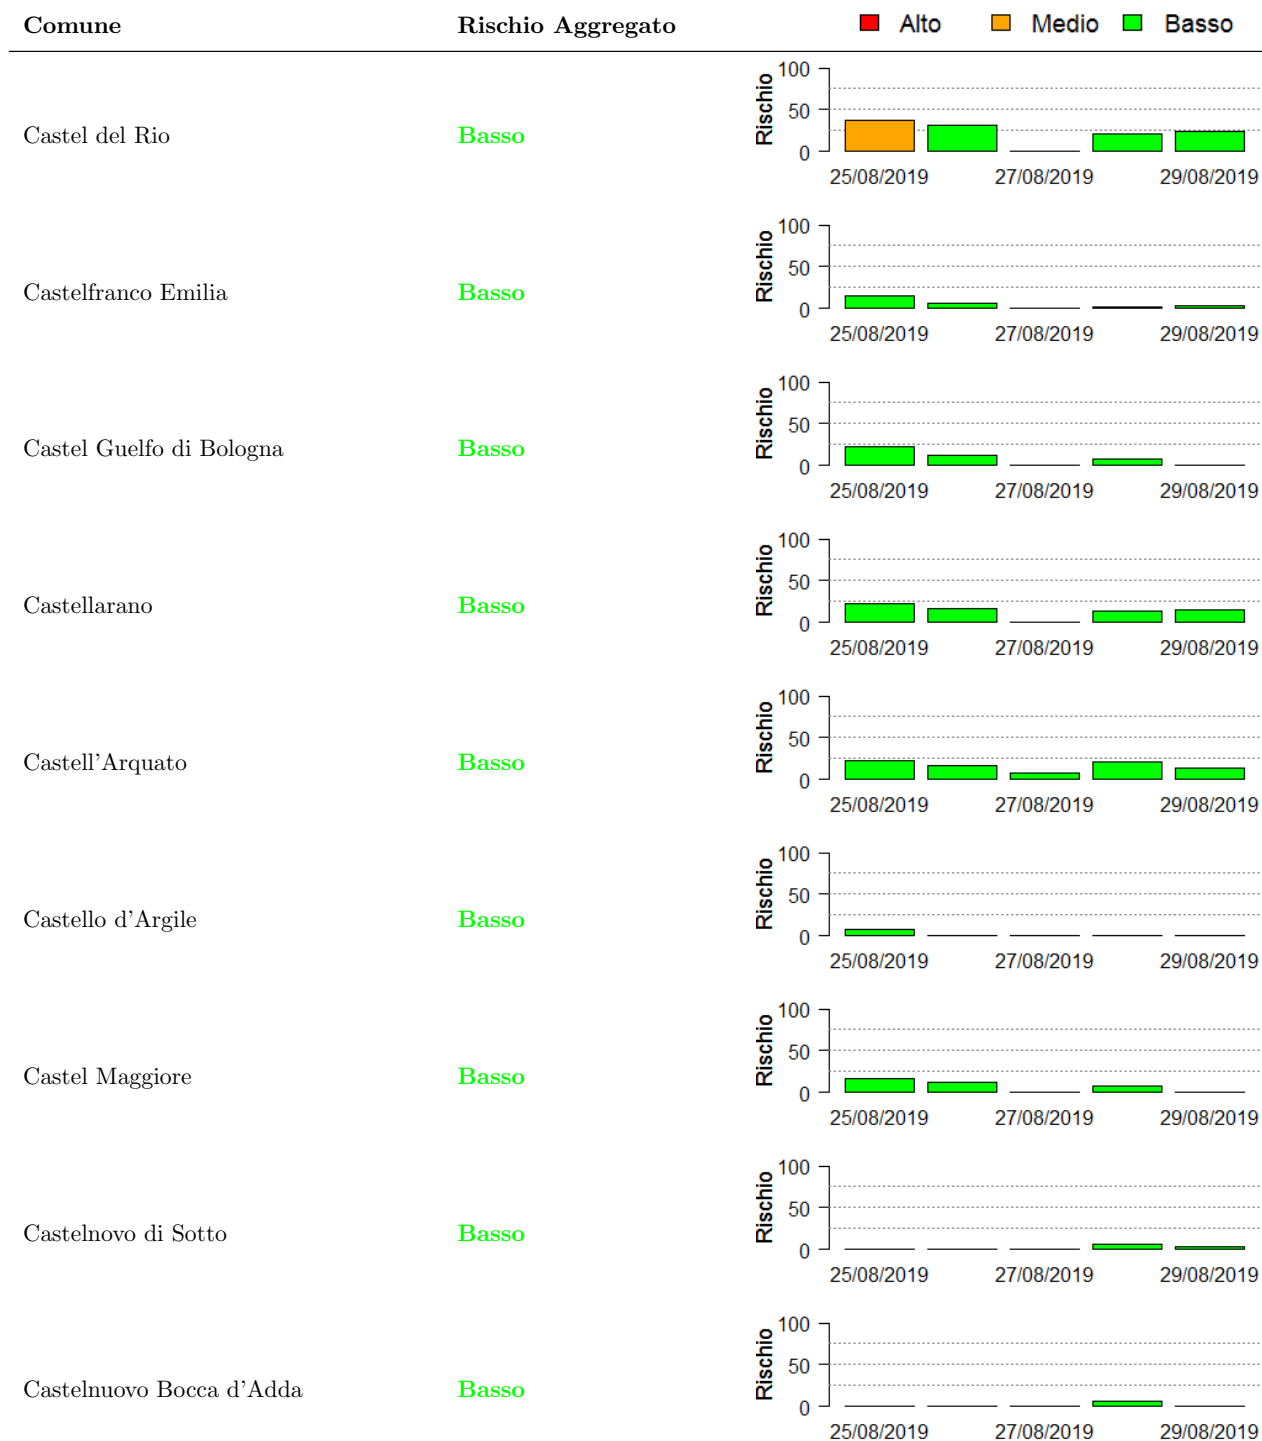 Comune Rischio Aggregato Alto Medio Basso
Castel del Rio Basso Rischio 100 50 0
25/08/2019 27/08/2019 29/08/2019
Castelfranco Emilia Basso Rischio 100 50 0
25/08/2019 27/08/2019 29/08/2019
Castel Guelfo di Bologna Basso Rischio 100 50 0
25/08/2019 27/08/2019 29/08/2019
Castellarano Basso Rischio 100 50 0
25/08/2019 27/08/2019 29/08/2019
Castell'Arquato Basso Rischio 100 50 0
25/08/2019 27/08/2019 29/08/2019
Castello d'Argile Basso Rischio 100 50 0
25/08/2019 27/08/2019 29/08/2019
Castel Maggiore Basso Rischio 100 50 0
25/08/2019 27/08/2019 29/08/2019
Castelnovo di Sotto Basso Rischio 100 50 0
25/08/2019 27/08/2019 29/08/2019
Castelnuovo Bocca d'Adda Basso Rischio 100 50 0
25/08/2019 27/08/2019 29/08/2019